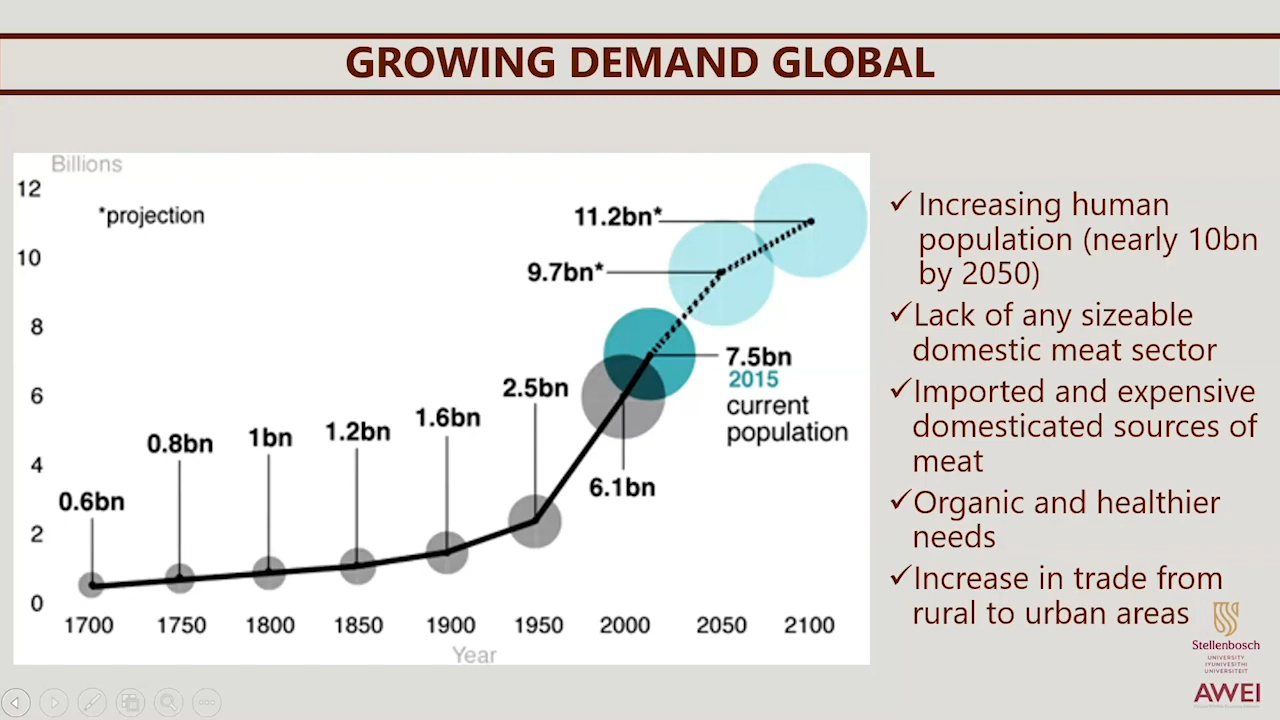 GROWING DEMAND GLOBAL
Billions
12
*projection
11.2bn*
10
9.7bn*
8
7.5bn
2015
current
population
6
2.5bn
1.6bn
1.2bn
1bn
0.8bn
4
6.1bn
0.6bn
2
0
1700 1750 1800 1850 1900 1950 2000 2050 2100
Year
✓Increasing human
population (nearly 10bn
by 2050)
✓Lack of any sizeable
domestic meat sector
✓Imported and expensive
domesticated sources of
meat
✓Organic and healthier
needs
✓Increase in trade from
rural to urban areas
Stellenbosch
UNIVERSITY
IYUNIVESITHI
UNIVERSITEIT
AWEI